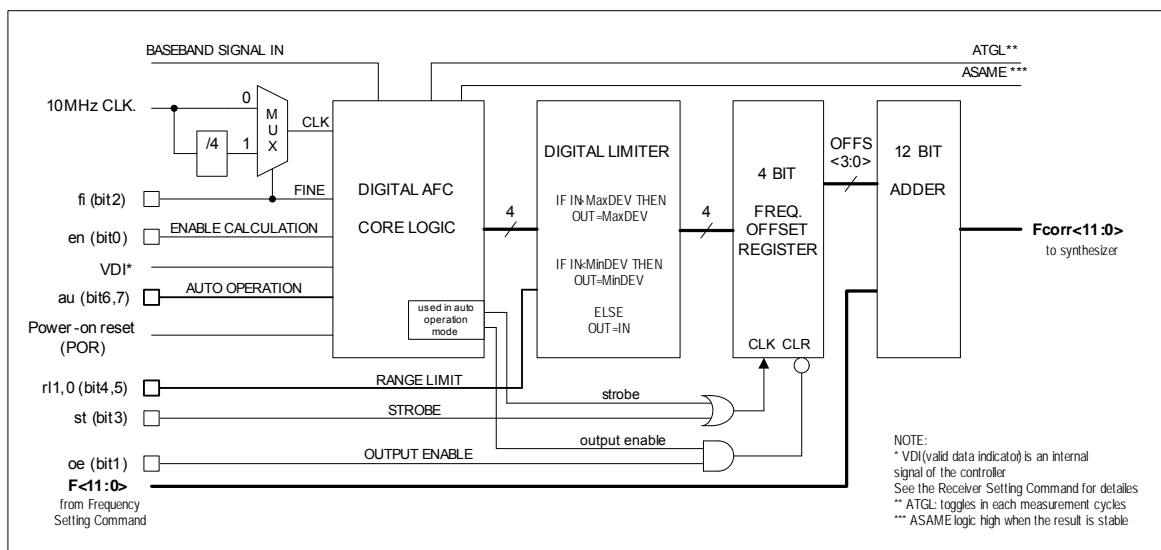 BASEBAND SIGNAL IN
ATGL**
ASAME ***
10MHz CLK.
0
MUX
/4
1
CLK
fi (bit2)
FINE
en (bit0)
ENABLE CALCULATION
VDI*
au (bit6,7)
AUTO OPERATION
Power-on reset
(POR)
DIGITAL AFC
CORE LOGIC
used in auto
operation
mode
4
DIGITAL LIMITER
IF IN>MaxDEV THEN
OUT=MaxDEV
IF IN<MinDEV THEN
OUT=MinDEV
ELSE
OUT=IN
4
4 BIT
FREQ.
OFFSET
REGISTER
CLK CLR
OFFS
<3:0>
12 BIT
ADDER
Fcorr<11:0>
to synthesizer
rl1,0 (bit4,5)
RANGE LIMIT
strobe
st (bit3)
STROBE
output enable
oe (bit1)
OUTPUT ENABLE
F<11:0>
from Frequency
Setting Command
NOTE:
* VDI (valid data indicator) is an internal
signal of the controller
See the Receiver Setting Command for detailes
** ATGL: toggles in each measurement cycles
*** ASAME logic high when the result is stable